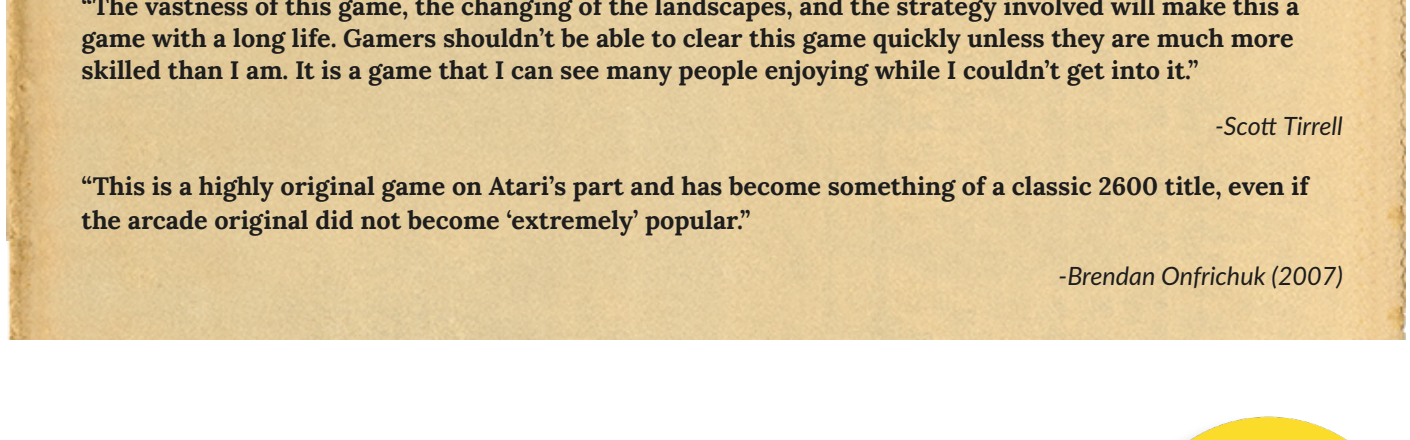 “The vastness of this game, the changing of the landscapes, and the strategy involved will make this a
game with a long life. Gamers shouldn’t be able to clear this game quickly unless they are much more
skilled than I am. It is a game that I can see many people enjoying while I couldn’t get into it.”
-Scott Tirrell
“This is a highly original game on Atari’s part and has become something of a classic 2600 title, even if
the arcade original did not become ‘extremely’ popular.”
-Brendan Onfrichuk (2007)